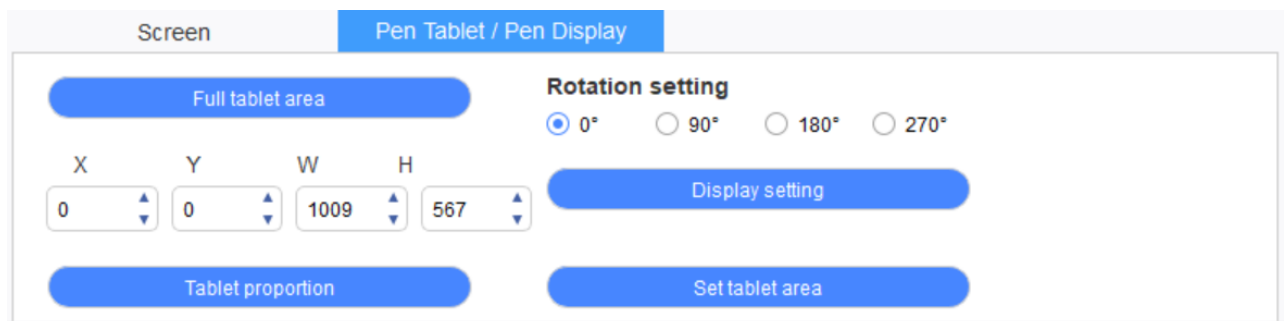 Screen Pen Tablet / Pen Display
Full tablet area
Rotation setting
0° 90° 180° 270°
X Y W H
0 0 1009 567
Display setting
Tablet proportion
Set tablet area